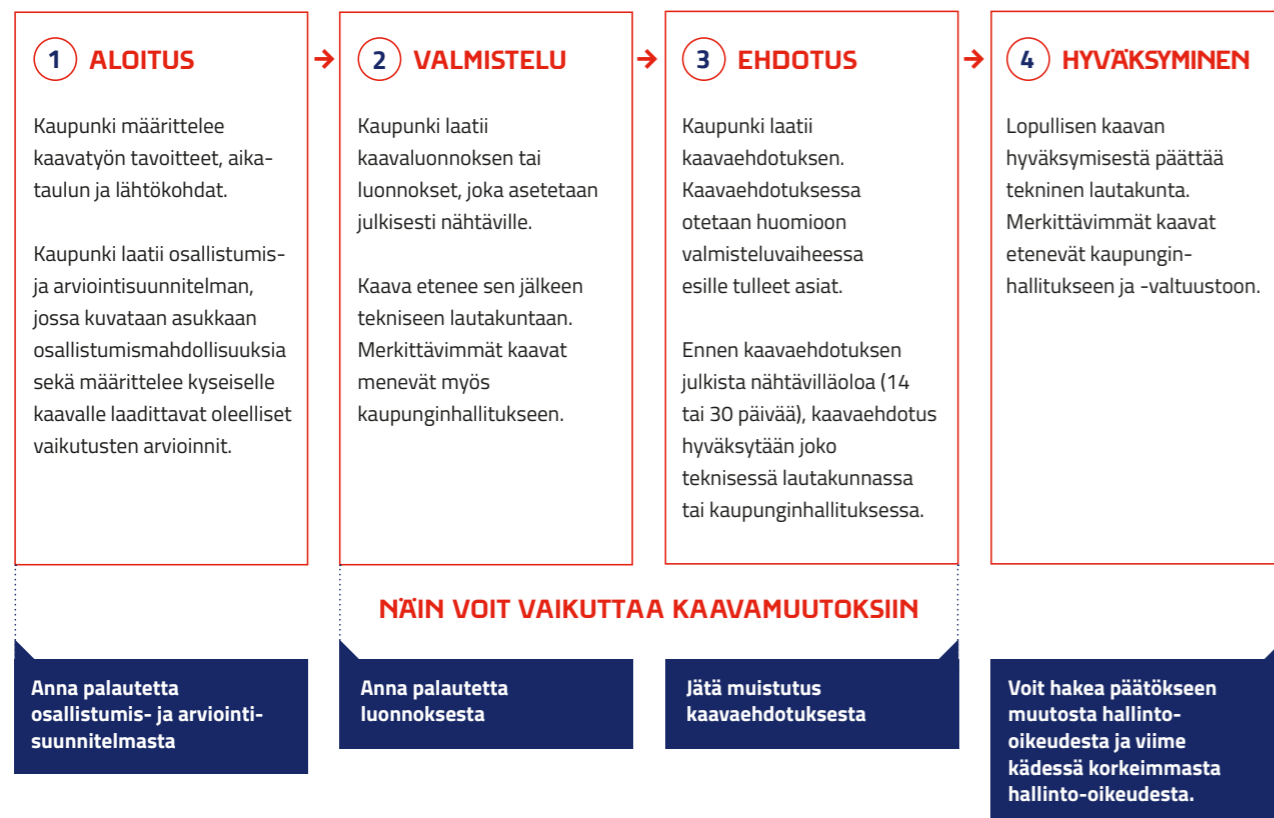 1 ALOITUS
Kaupunki määrittelee
kaavatyön tavoitteet, aika-
taulun ja lähtökohdat.
Kaupunki laatii osallistumis-
ja arviointisuunnitelman,
jossa kuvataan asukkaan
osallistumismahdollisuuksia
sekä määrittelee kyseiselle
kaavalle laadittavat oleelliset
vaikutusten arvioinnit.
→
2 VALMISTELU
Kaupunki laatii
kaavaluonnoksen tai
luonnokset, joka asetetaan
julkisesti nähtäville.
Kaava etenee sen jälkeen
tekniseen lautakuntaan.
Merkittävimmät kaavat
menevät myös
kaupunginhallitukseen.
→
3 EHDOTUS
Kaupunki laatii
kaavaehdotuksen.
Kaavaehdotuksessa
otetaan huomioon
valmisteluvaiheessa
esille tulleet asiat.
Ennen kaavaehdotuksen
julkista nähtävilläoloa (14
tai 30 päivää), kaavaehdotus
hyväksytään joko
teknisessä lautakunnassa
tai kaupunginhallituksessa.
→
4 HYVÄKSYMINEN
Lopullisen kaavan
hyväksymisestä päättää
tekninen lautakunta.
Merkittävimmät kaavat
etenevät kaupungin-
hallitukseen ja -valtuustoon.
NÄIN VOIT VAIKUTTAA KAAVAMUUTOKSIIN
Anna palautetta
osallistumis- ja arviointi-
suunnitelmasta
Anna palautetta
luonnoksesta
Jätä muistutus
kaavaehdotuksesta
Voit hakea päätökseen
muutosta hallinto-
oikeudesta ja viime
kädessä korkeimmasta
hallinto-oikeudesta.